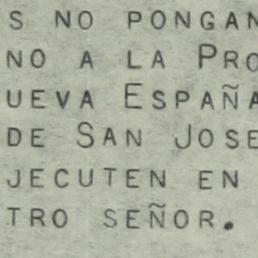 S NO PONGAN
NO A LA PRO
UEVA ESPAÑA
DE SAN JOSE
JECUTEN EN
TRO SEÑOR.